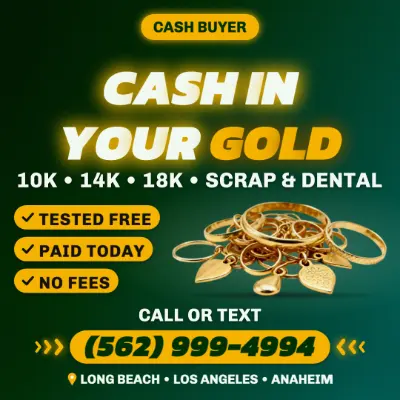 CASH BUYER
CASH IN
YOUR GOLD
10K • 14K • 18K • SCRAP & DENTAL
✓ TESTED FREE
✓ PAID TODAY
✓ NO FEES
CALL OR TEXT
(562) 999-4994
LONG BEACH • LOS ANGELES • ANAHEIM